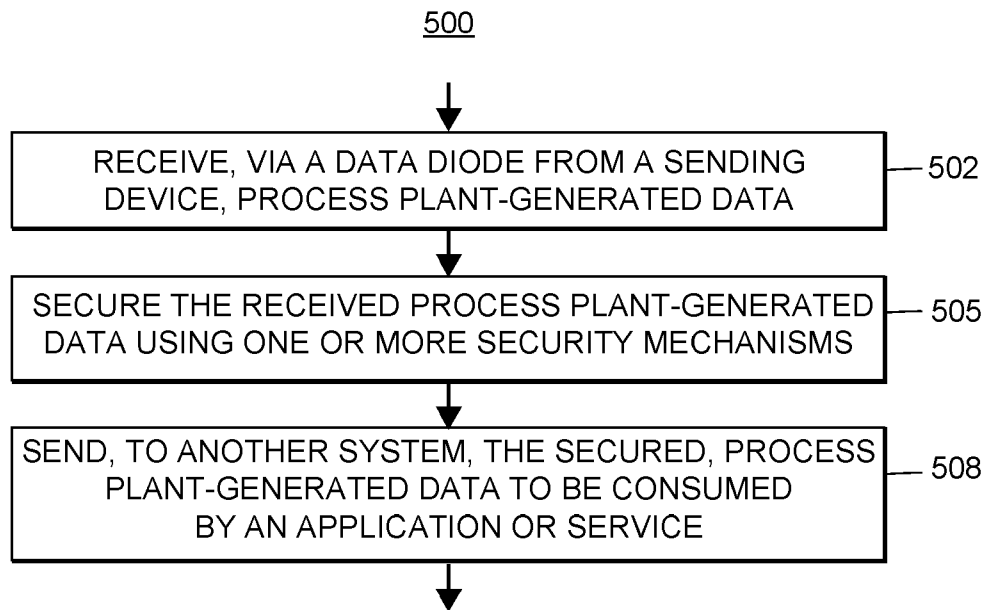 500
RECEIVE, VIA A DATA DIODE FROM A SENDING
DEVICE, PROCESS PLANT-GENERATED DATA
502
SECURE THE RECEIVED PROCESS PLANT-GENERATED
DATA USING ONE OR MORE SECURITY MECHANISMS
505
SEND, TO ANOTHER SYSTEM, THE SECURED, PROCESS
PLANT-GENERATED DATA TO BE CONSUMED
BY AN APPLICATION OR SERVICE
508